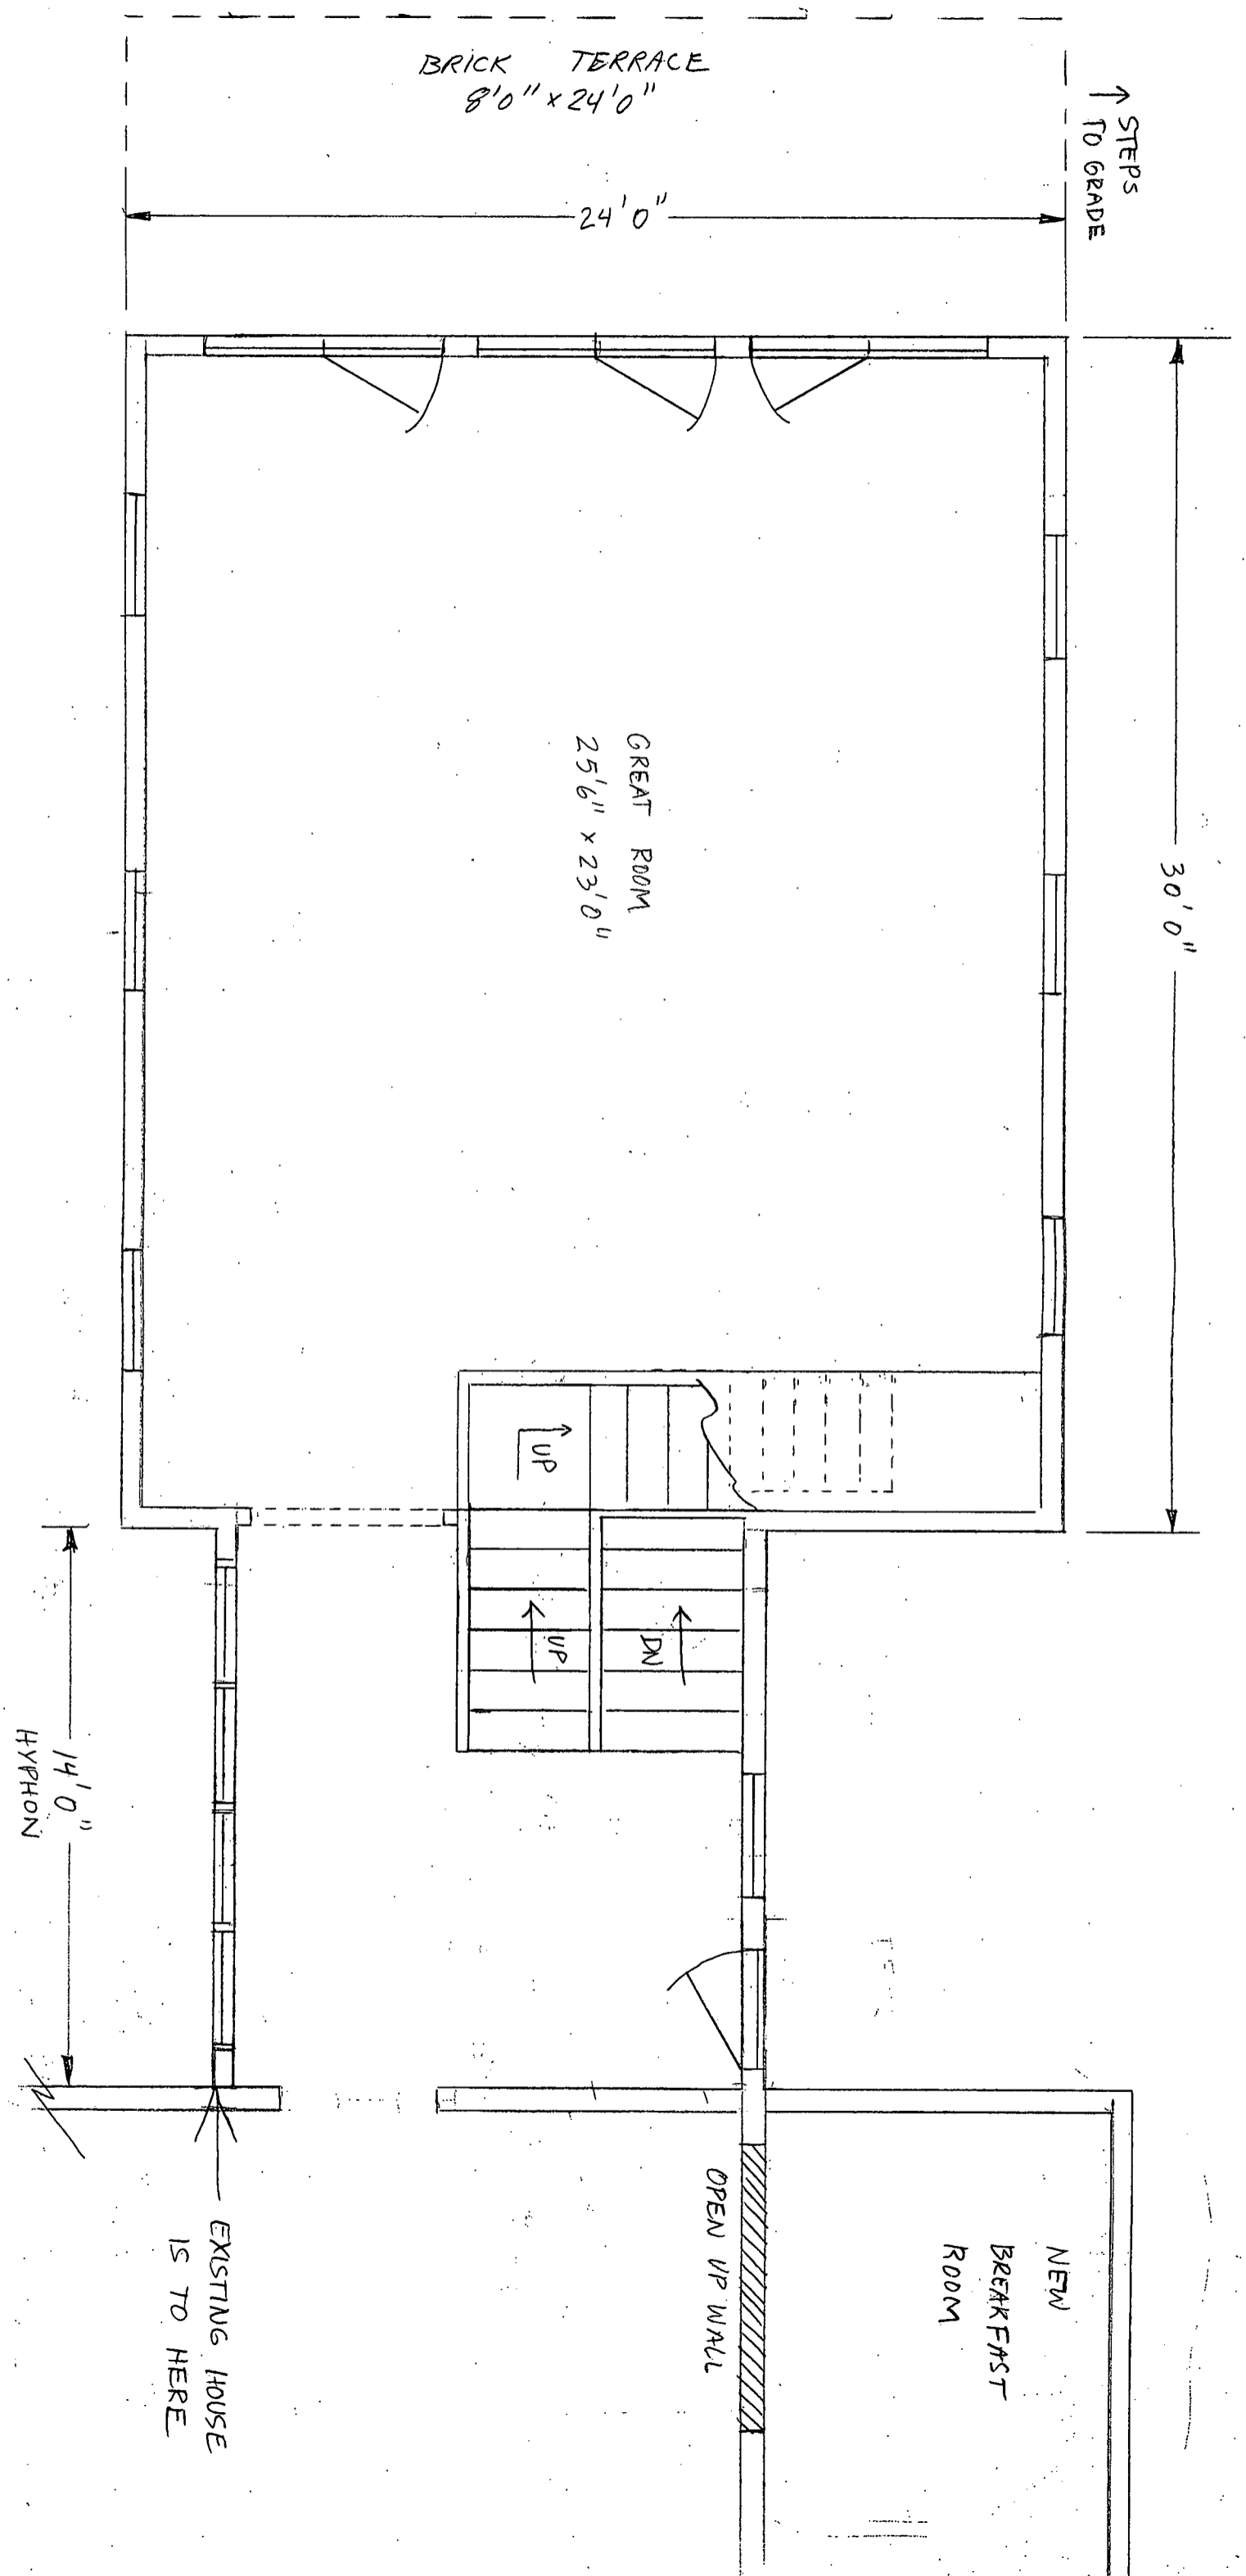 BRICK TERRACE
8'0" x 24'0"
↑ STEPS
TO GRADE
24'0"
30'0"
GREAT ROOM
25'6" x 23'0"
UP
UP
DN
14'0"
HYPHON
OPEN UP WALL
NEW
BREAKFAST
ROOM
EXISTING HOUSE
IS TO HERE